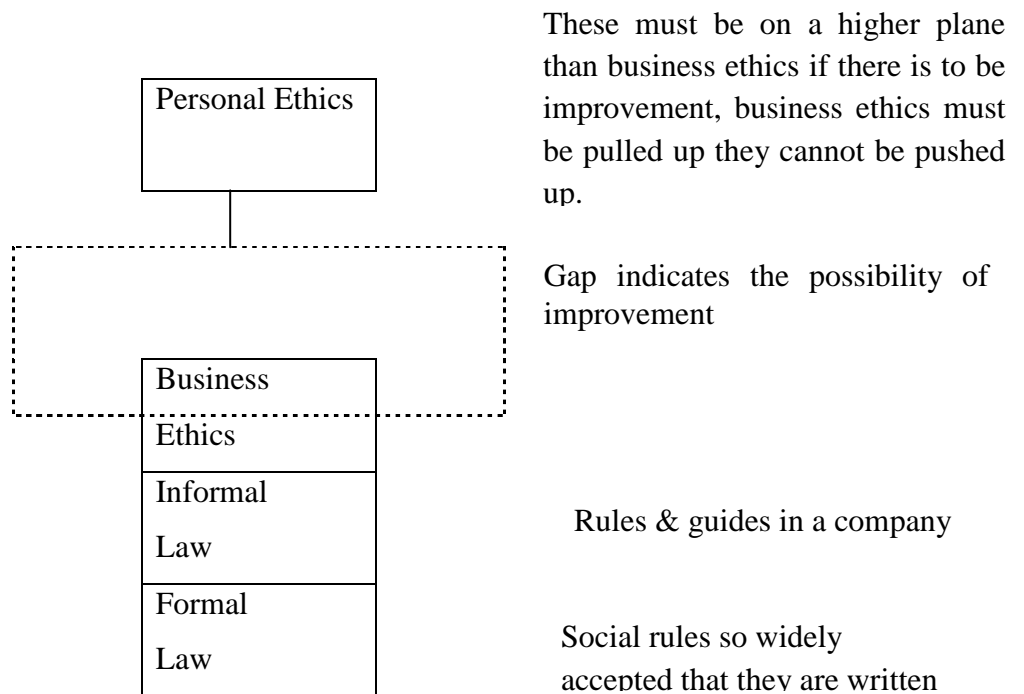 These must be on a higher plane
than business ethics if there is to be
improvement, business ethics must
be pulled up they cannot be pushed
up.
Personal Ethics
Gap indicates the possibility of
improvement
Business
Ethics
Informal
Law
Rules & guides in a company
Formal
Law
Social rules so widely
accepted that they are written